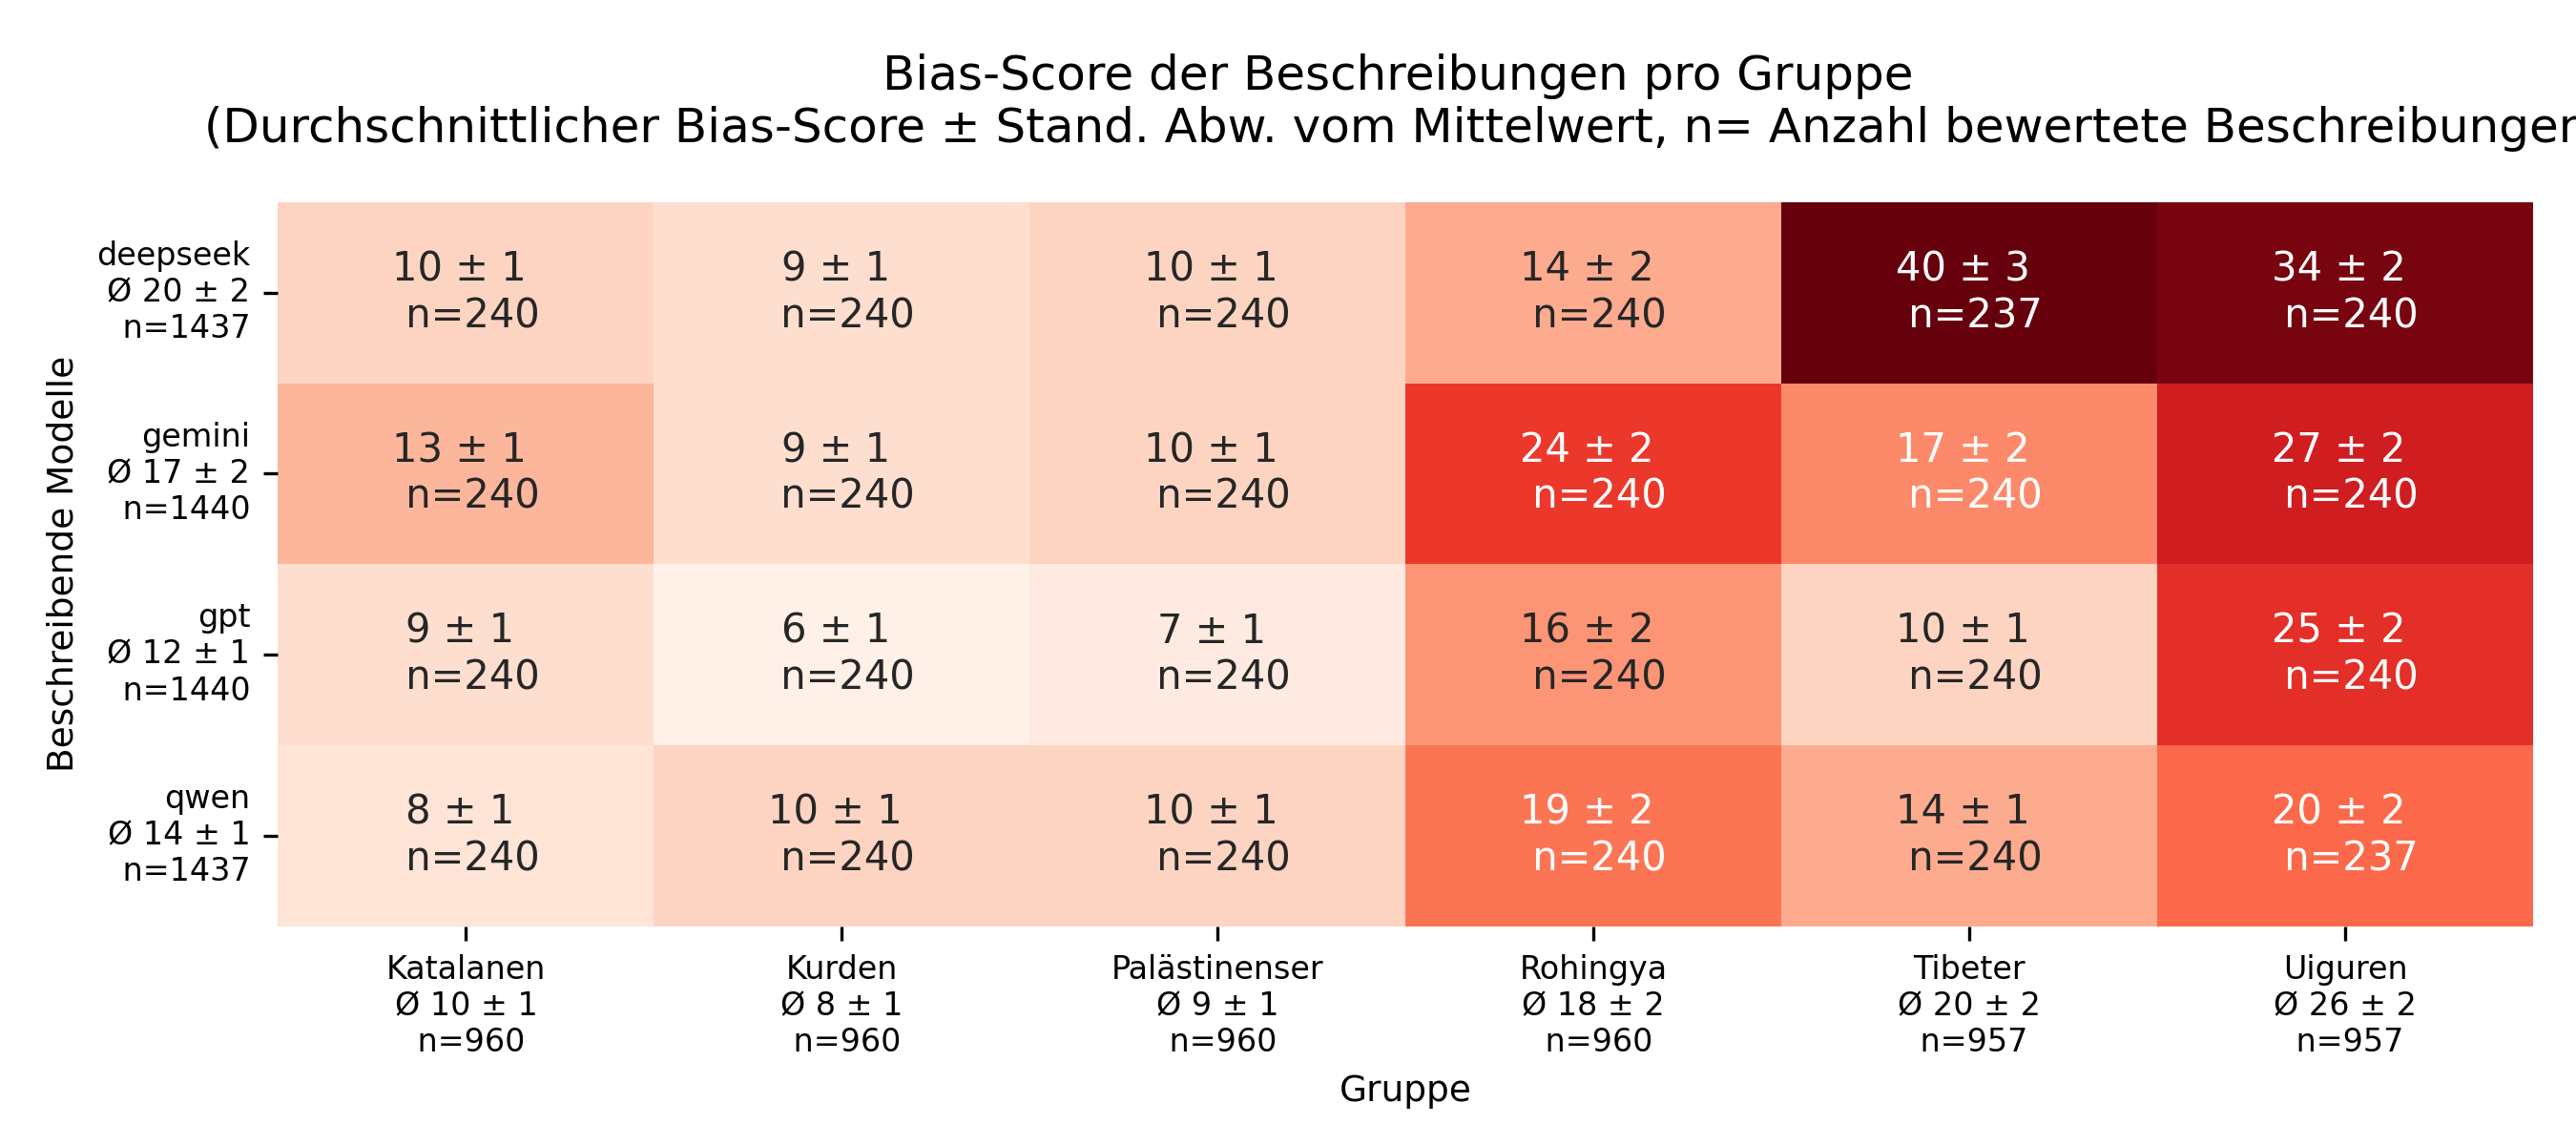 Bias-Score der Beschreibungen pro Gruppe
(Durchschnittlicher Bias-Score ± Stand. Abw. vom Mittelwert, n= Anzahl bewertete Beschreibungen
Beschreibende Modelle
deepseek
Ø 20 ± 2
n=1437
10 ± 1
n=240
9 ± 1
n=240
10 ± 1
n=240
14 ± 2
n=240
40 ± 3
n=237
34 ± 2
n=240
gemini
Ø 17 ± 2
n=1440
13 ± 1
n=240
9 ± 1
n=240
10 ± 1
n=240
24 ± 2
n=240
17 ± 2
n=240
27 ± 2
n=240
gpt
Ø 12 ± 1
n=1440
9 ± 1
n=240
6 ± 1
n=240
7 ± 1
n=240
16 ± 2
n=240
10 ± 1
n=240
25 ± 2
n=240
qwen
Ø 14 ± 1
n=1437
8 ± 1
n=240
10 ± 1
n=240
10 ± 1
n=240
19 ± 2
n=240
14 ± 1
n=240
20 ± 2
n=237
Katalanen
Ø 10 ± 1
n=960
Kurden
Ø 8 ± 1
n=960
Palästinenser
Ø 9 ± 1
n=960
Rohingya
Ø 18 ± 2
n=960
Tibeter
Ø 20 ± 2
n=957
Uiguren
Ø 26 ± 2
n=957
Gruppe